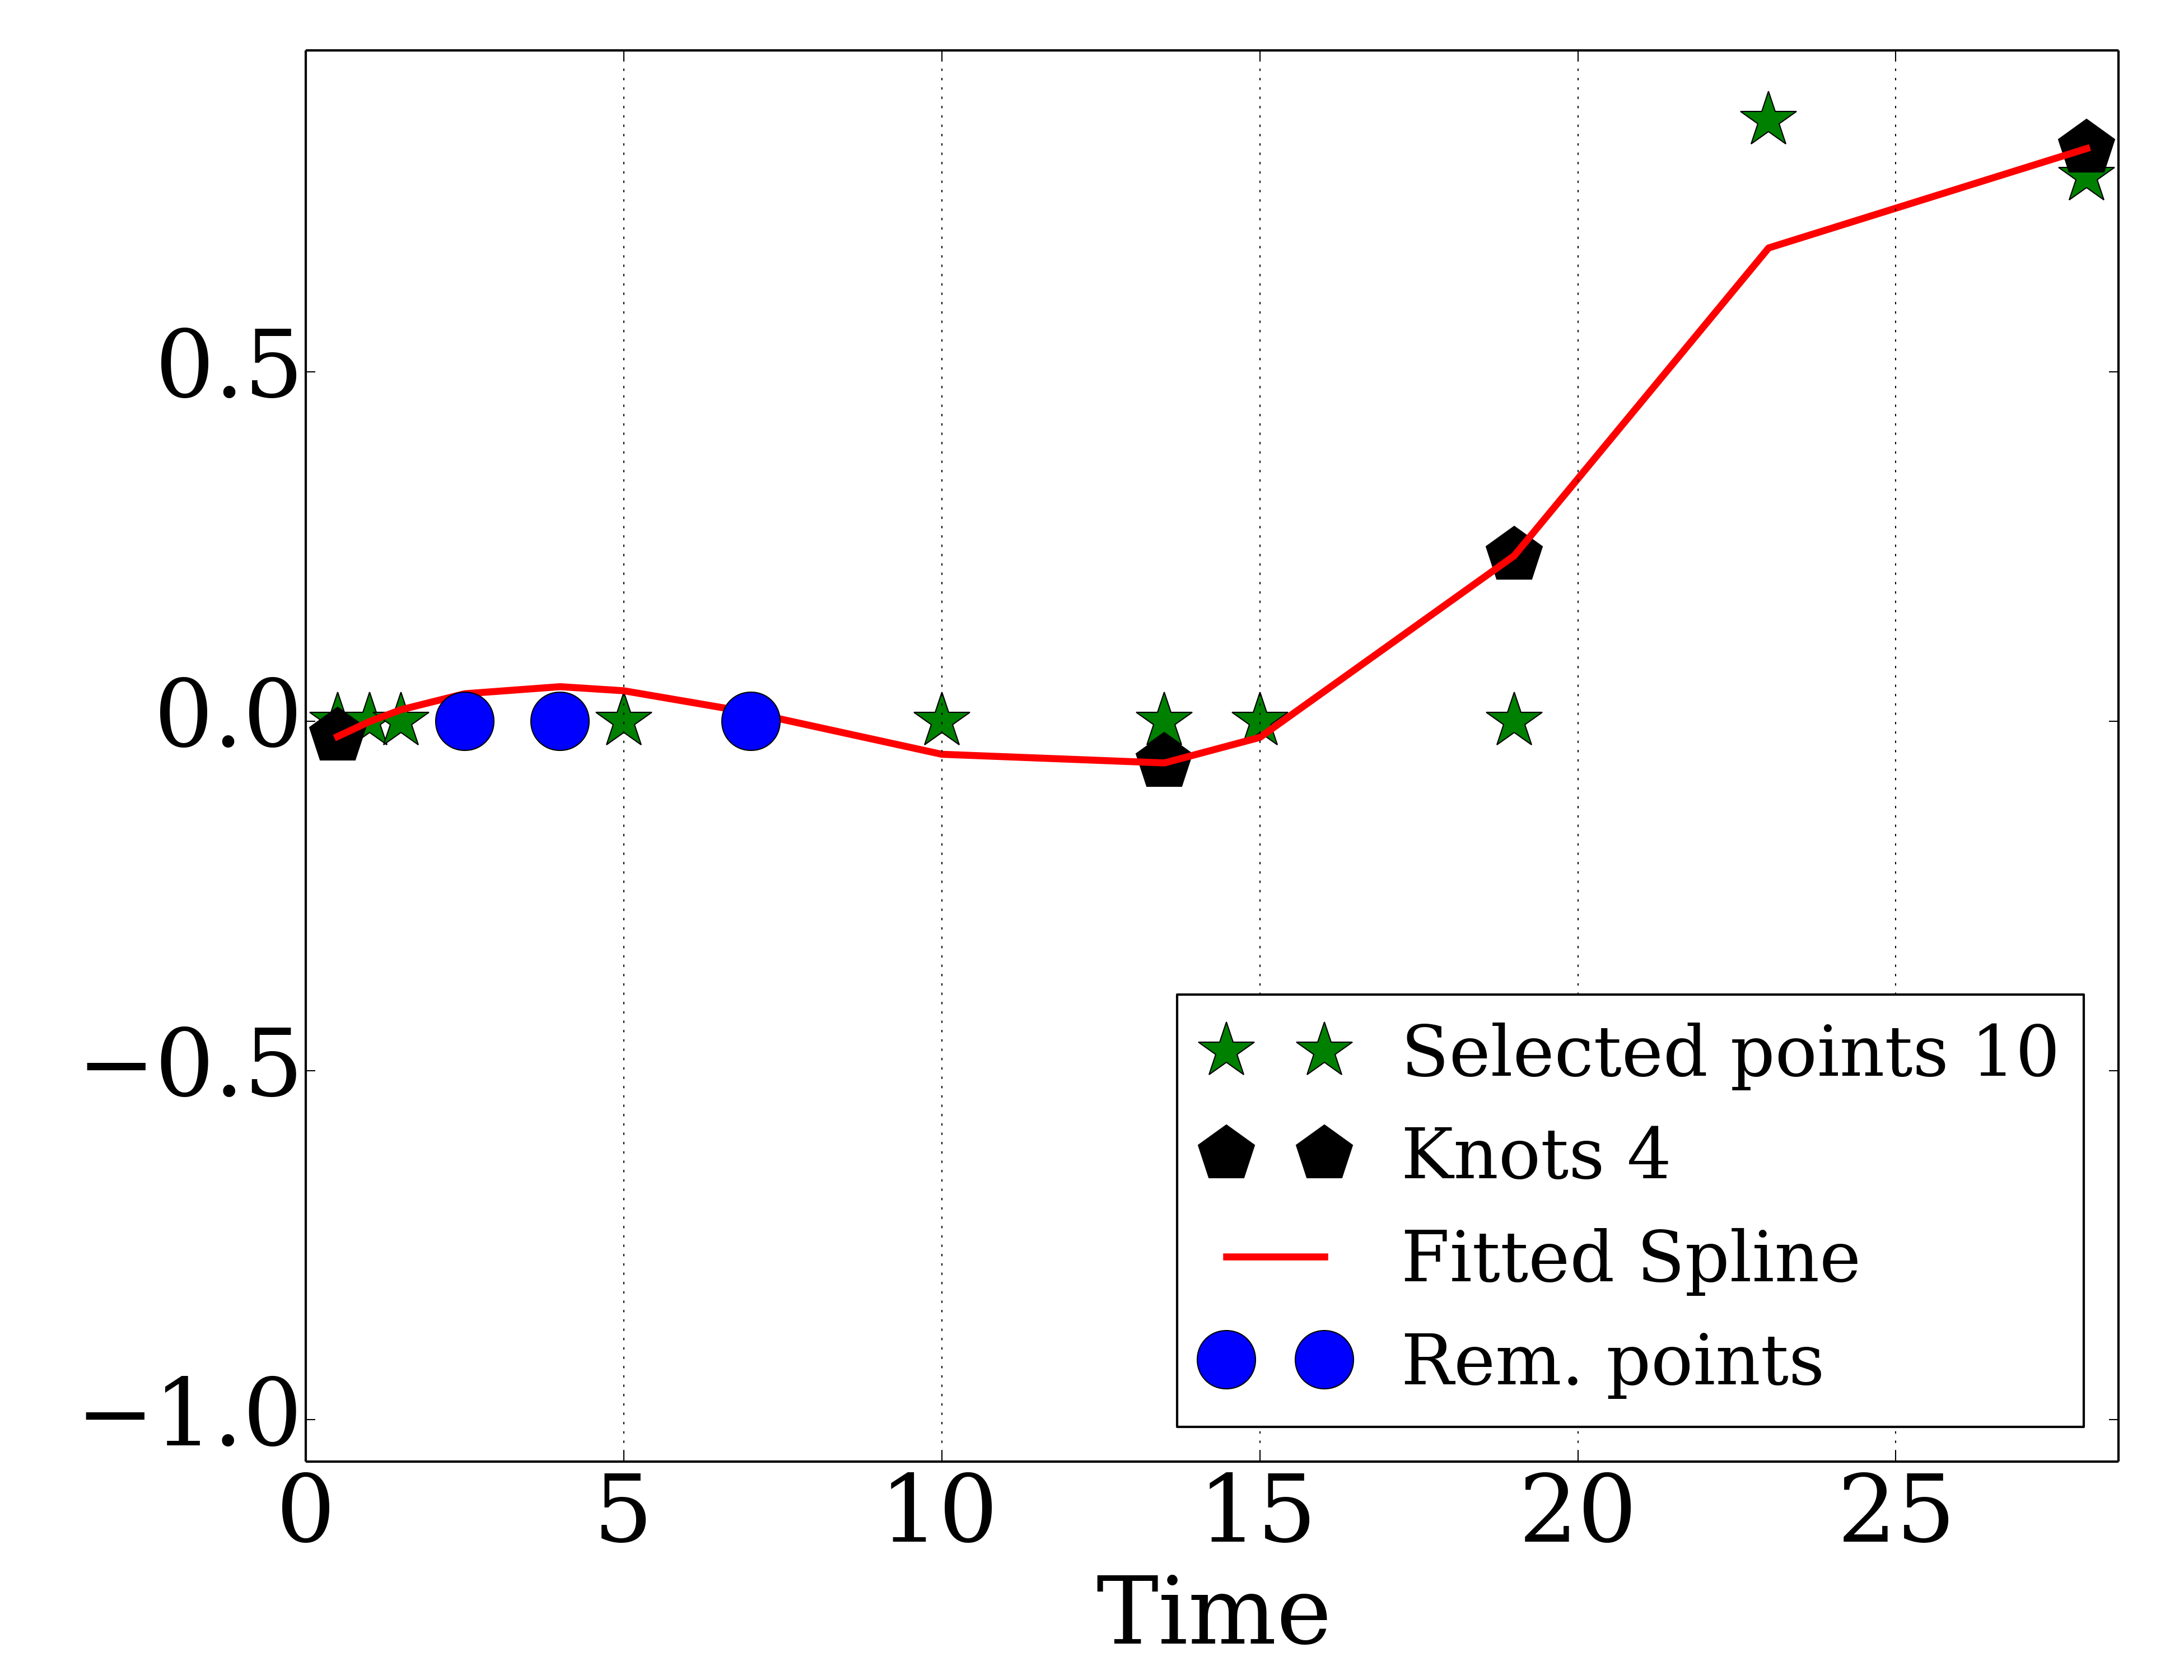 0.5
0.0
−0.5
−1.0
Selected points 10
Knots 4
Fitted Spline
Rem. points
0 5 10 15 20 25
Time